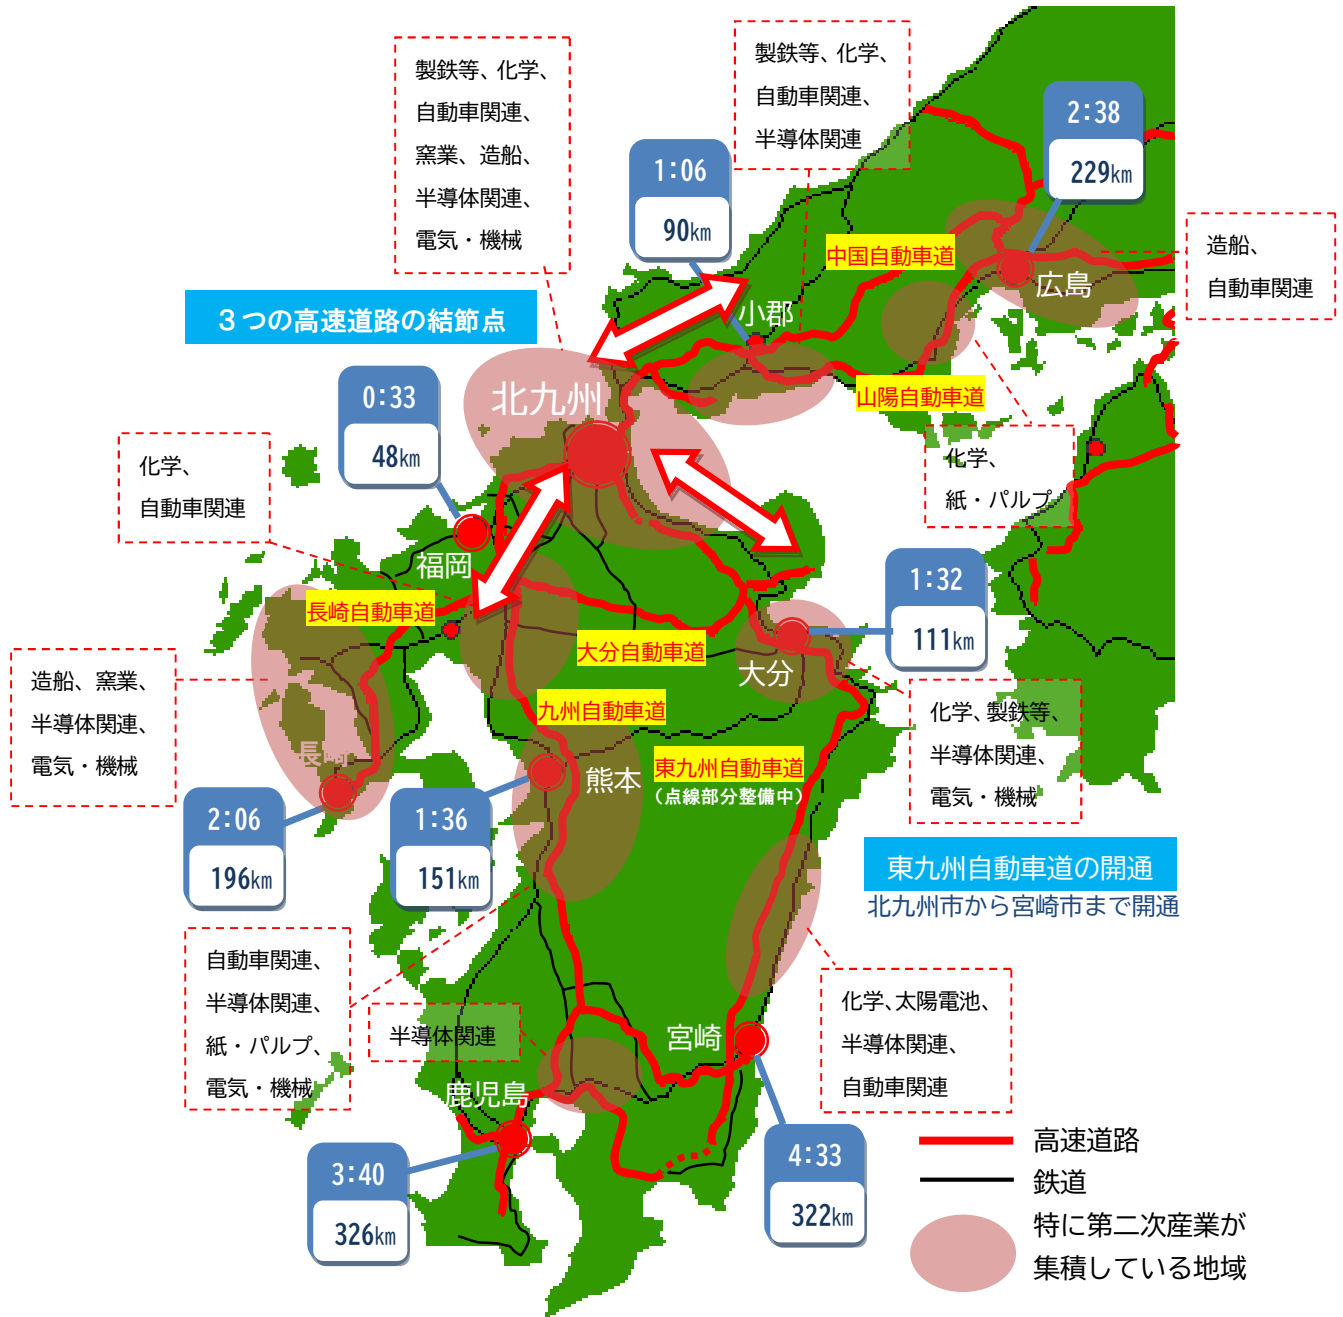 製鉄等、化学、
自動車関連、
窯業、造船、
半導体関連、
電気・機械
製鉄等、化学、
自動車関連、
半導体関連
2:38
229km
1:06
90km
造船、
自動車関連
中国自動車道
広島
小郡
３つの高速道路の結節点
山陽自動車道
北九州
0:33
48km
化学、
自動車関連
化学、
紙・パルプ
福岡
長崎自動車道
1:32
111km
大分自動車道
大分
造船、窯業、
半導体関連、
電気・機械
九州自動車道
化学、製鉄等、
半導体関連、
電気・機械
長崎
熊本
東九州自動車道
（点線部分整備中）
2:06
196km
1:36
151km
東九州自動車道の開通
北九州市から宮崎市まで開通
自動車関連、
半導体関連、
紙・パルプ、
電気・機械
半導体関連
宮崎
化学、太陽電池、
半導体関連、
自動車関連
鹿児島
3:40
326km
4:33
322km
高速道路
鉄道
特に第二次産業が
集積している地域